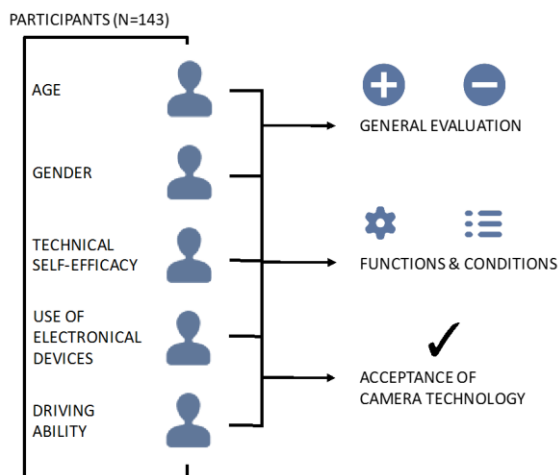 PARTICIPANTS (N=143)
AGE
GENERAL EVALUATION
GENDER
TECHNICAL
SELF-EFFICACY
FUNCTIONS & CONDITIONS
USE OF
ELECTRONICAL
DEVICES
ACCEPTANCE OF
CAMERA TECHNOLOGY
DRIVING
ABILITY